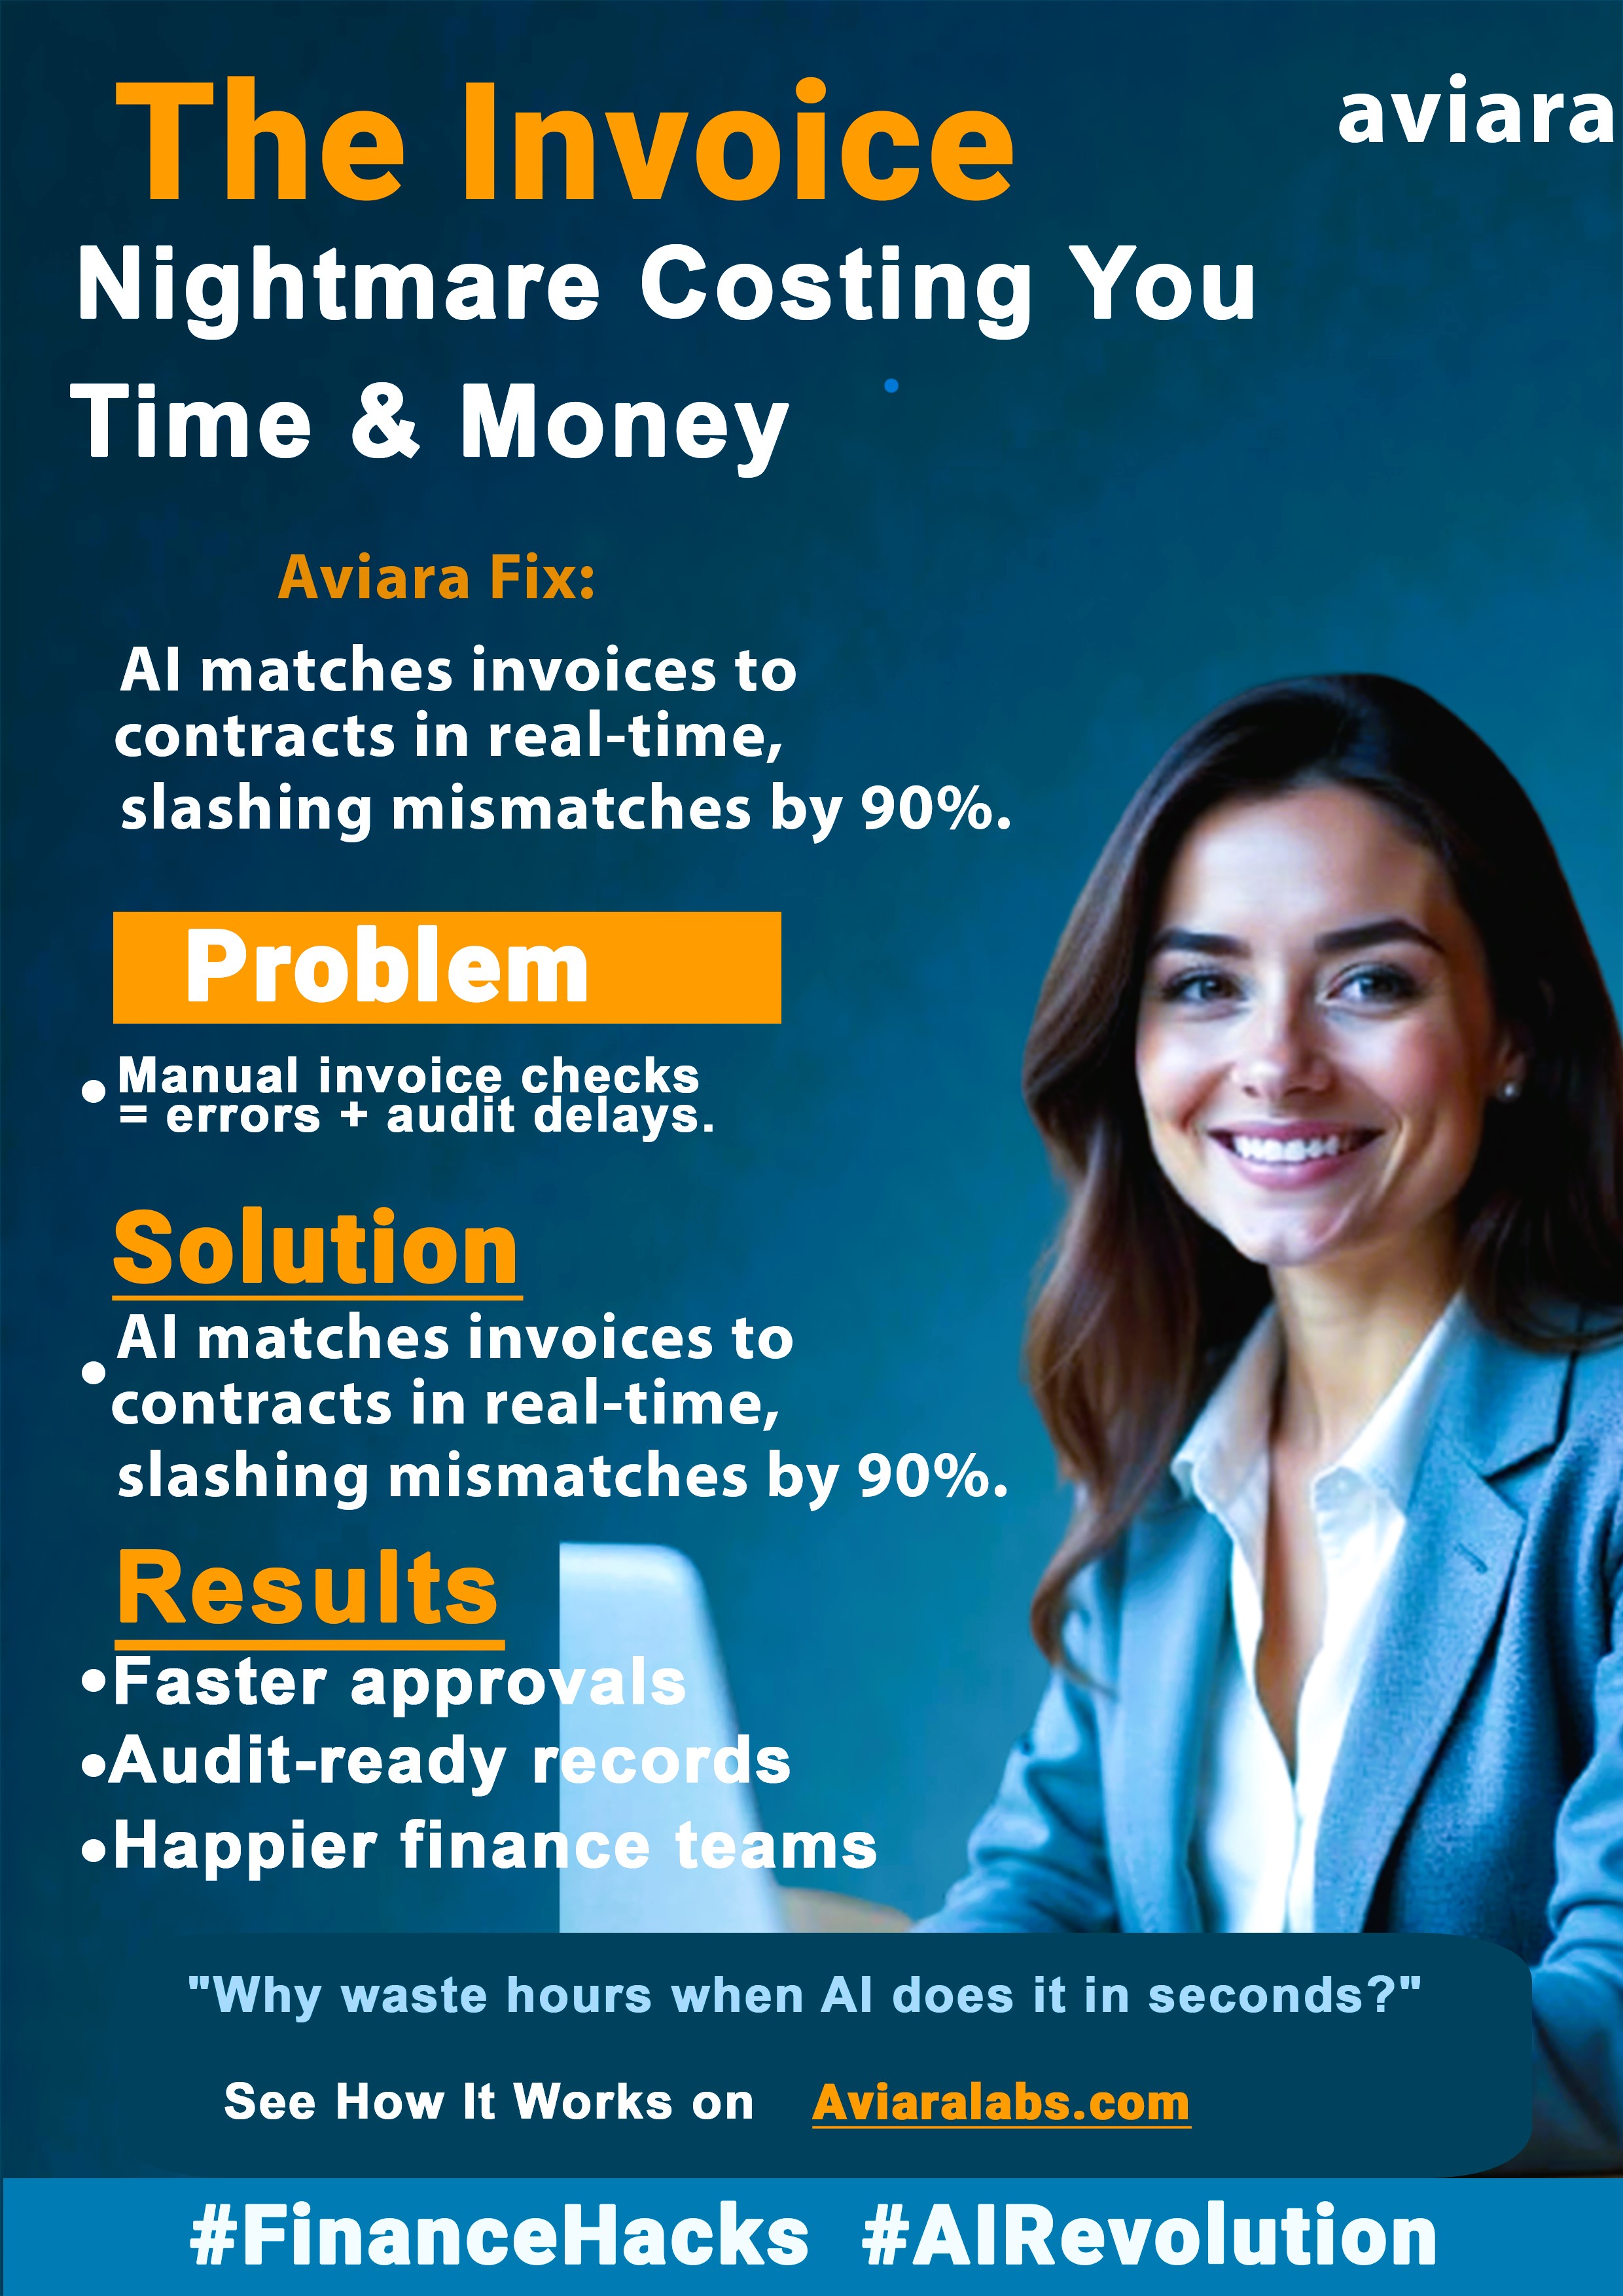 The Invoice
aviara
Nightmare Costing You
Time & Money
Aviara Fix:
AI matches invoices to
contracts in real-time,
slashing mismatches by 90%.
Problem
• Manual invoice checks
= errors + audit delays.
Solution
• AI matches invoices to
contracts in real-time,
slashing mismatches by 90%.
Results
•Faster approvals
•Audit-ready records
•Happier finance teams
"Why waste hours when AI does it in seconds?"
See How It Works on Aviaralabs.com
#FinanceHacks #AIRevolution